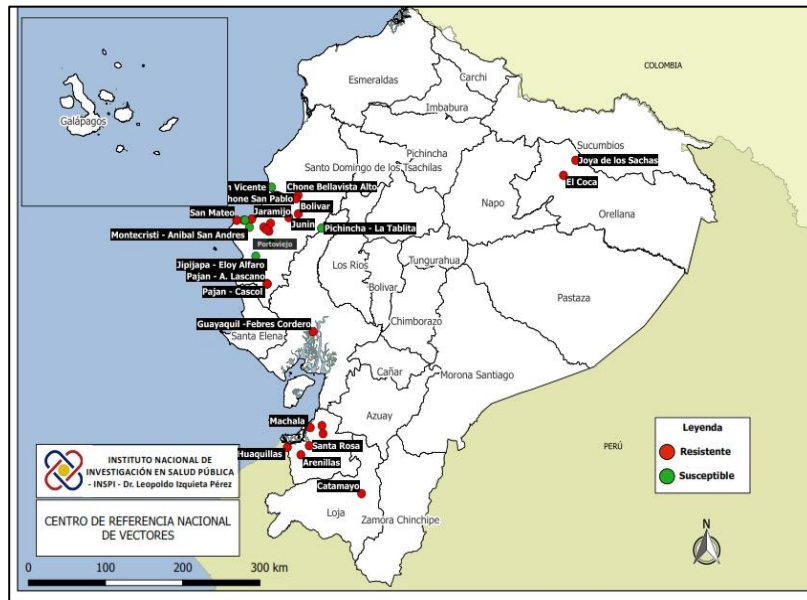 COLOMBIA
Esmeraldas
Carchi
Imbabura
Galápagos
Pichincha
Sucumbios
Santo Domingo de los Tsachilas
Joya de los Sachas
El Coca
Napo
Orellana
n Vicente
Chone Bellavista Alto
hone San Pablo
Bolivar
San Mateo
Jaramijo
Junin
Montecristi - Anibal San Andres
Pichincha - La Tablita
Portoviejo
Jipijapa - Eloy Alfaro
Pajan - A. Lascano
Pajan - Cascol
Los Rios
Tungurahua
Bolivar
Pastaza
Chimborazo
Guayaquil -Febres Cordero
Santa Elena
Cañar
Morona Santiago
Azuay
Machala
Huaquillas
Santa Rosa
Arenillas
Catamayo
Loja
Zamora Chinchipe
PERÚ
Leyenda
Resistente
Susceptible
INSTITUTO NACIONAL DE
INVESTIGACIÓN EN SALUD PÚBLICA
- INSPI - Dr. Leopoldo Izquieta Pérez
CENTRO DE REFERENCIA NACIONAL
DE VECTORES
N
0 100 200 300 km